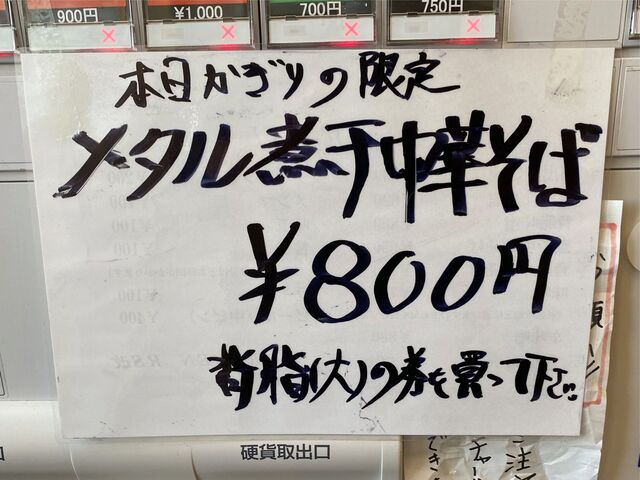 900円
¥1,000
700円
750円
本日かぎりの限定
メタル煮干中華そば
¥800円
背脂(大)の券を買って下さい
硬貨取出口